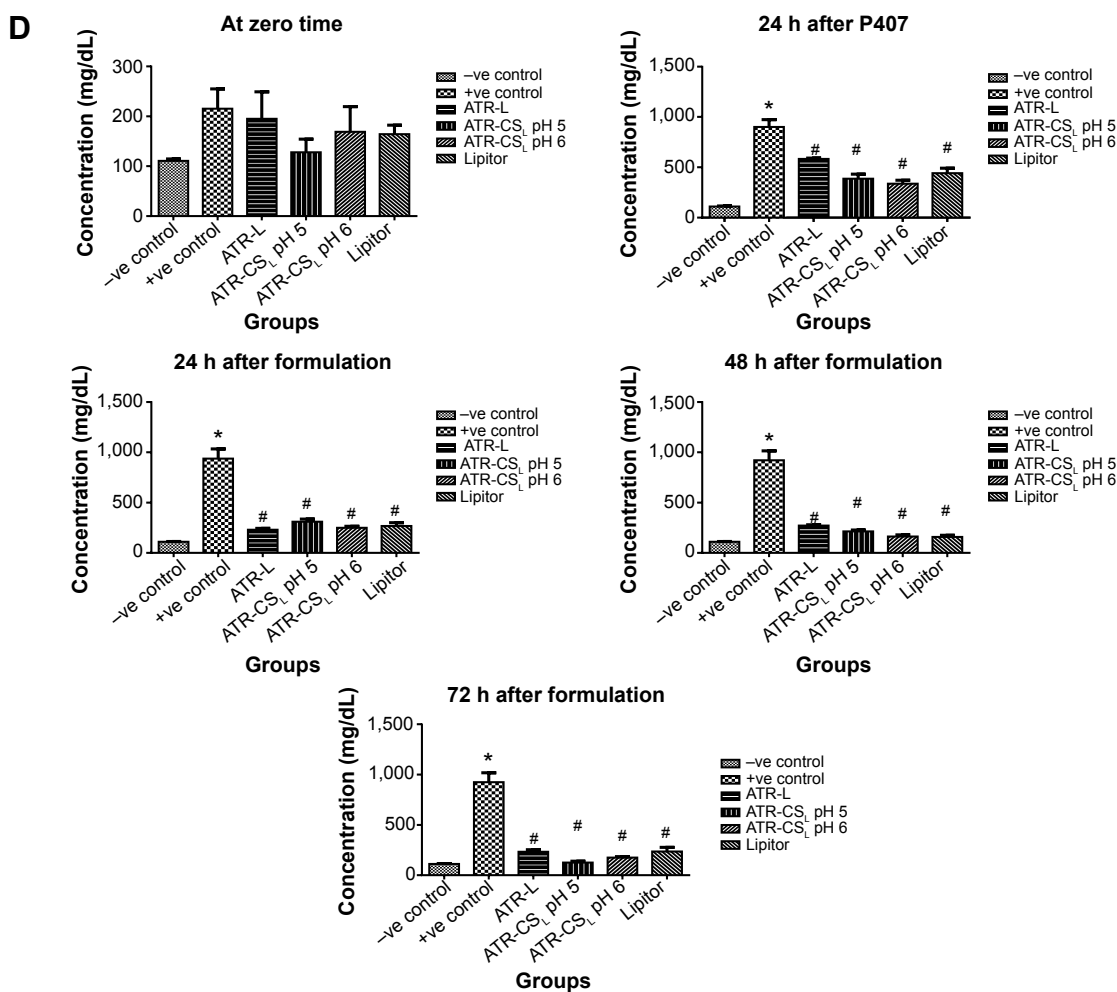 D
At zero time
Concentration (mg/dL)
300
200
100
0
–ve control
+ve control
ATR-L
ATR-CSL pH 5
ATR-CSL pH 6
Lipitor
Groups
–ve control
+ve control
ATR-L
ATR-CSL pH 5
ATR-CSL pH 6
Lipitor
24 h after P407
Concentration (mg/dL)
1,500
1,000
500
0
*
#
#
#
#
–ve control
+ve control
ATR-L
ATR-CSL pH 5
ATR-CSL pH 6
Lipitor
Groups
–ve control
+ve control
ATR-L
ATR-CSL pH 5
ATR-CSL pH 6
Lipitor
24 h after formulation
Concentration (mg/dL)
1,500
1,000
500
0
*
#
#
#
#
–ve control
+ve control
ATR-L
ATR-CSL pH 5
ATR-CSL pH 6
Lipitor
Groups
–ve control
+ve control
ATR-L
ATR-CSL pH 5
ATR-CSL pH 6
Lipitor
48 h after formulation
Concentration (mg/dL)
1,500
1,000
500
0
*
#
#
#
#
–ve control
+ve control
ATR-L
ATR-CSL pH 5
ATR-CSL pH 6
Lipitor
Groups
–ve control
+ve control
ATR-L
ATR-CSL pH 5
ATR-CSL pH 6
Lipitor
72 h after formulation
Concentration (mg/dL)
1,500
1,000
500
0
*
#
#
#
#
–ve control
+ve control
ATR-L
ATR-CSL pH 5
ATR-CSL pH 6
Lipitor
Groups
–ve control
+ve control
ATR-L
ATR-CSL pH 5
ATR-CSL pH 6
Lipitor